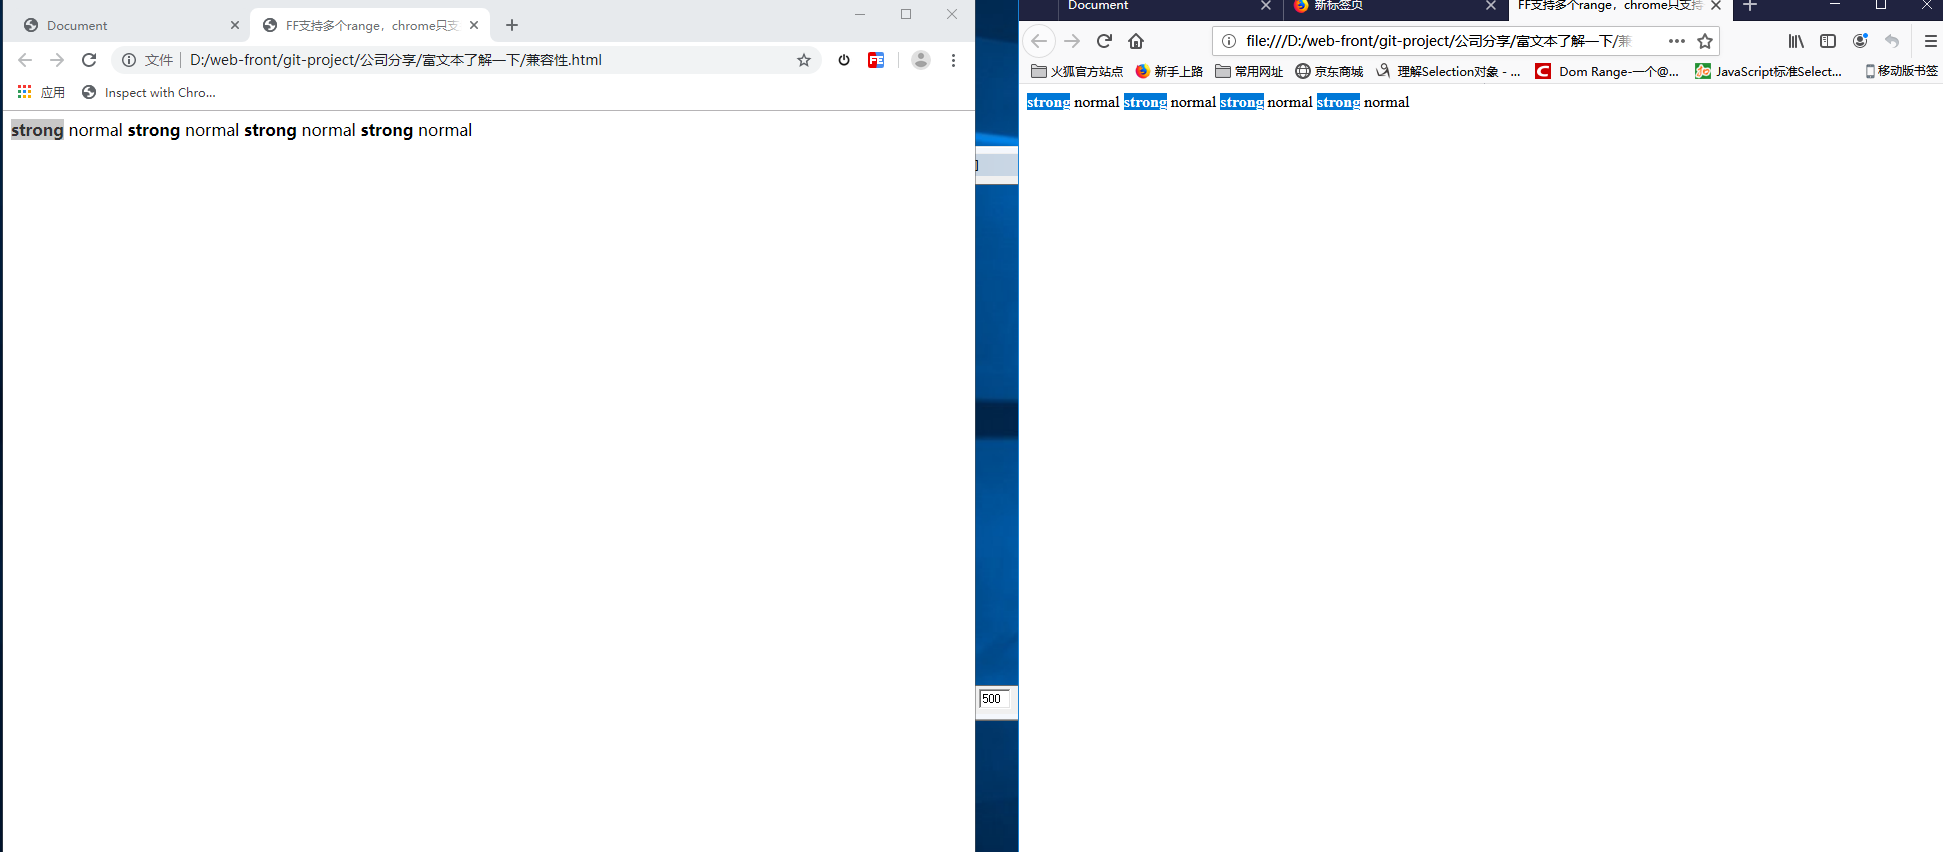 Document
FF支持多个range，chrome只支
文件
D:/web-front/git-project/公司分享/富文本了解一下/兼容性.html
应用
Inspect with Chro...
strong normal strong normal strong normal strong normal
]
500
Document
新标签页
FF支持多个range，chrome只支持
file:///D:/web-front/git-project/公司分享/富文本了解一下/兼
火狐官方站点
新手上路
常用网址
京东商城
理解Selection对象 - ...
Dom Range-一个@...
JavaScript标准Select...
移动版书签
strong normal strong normal strong normal strong normal